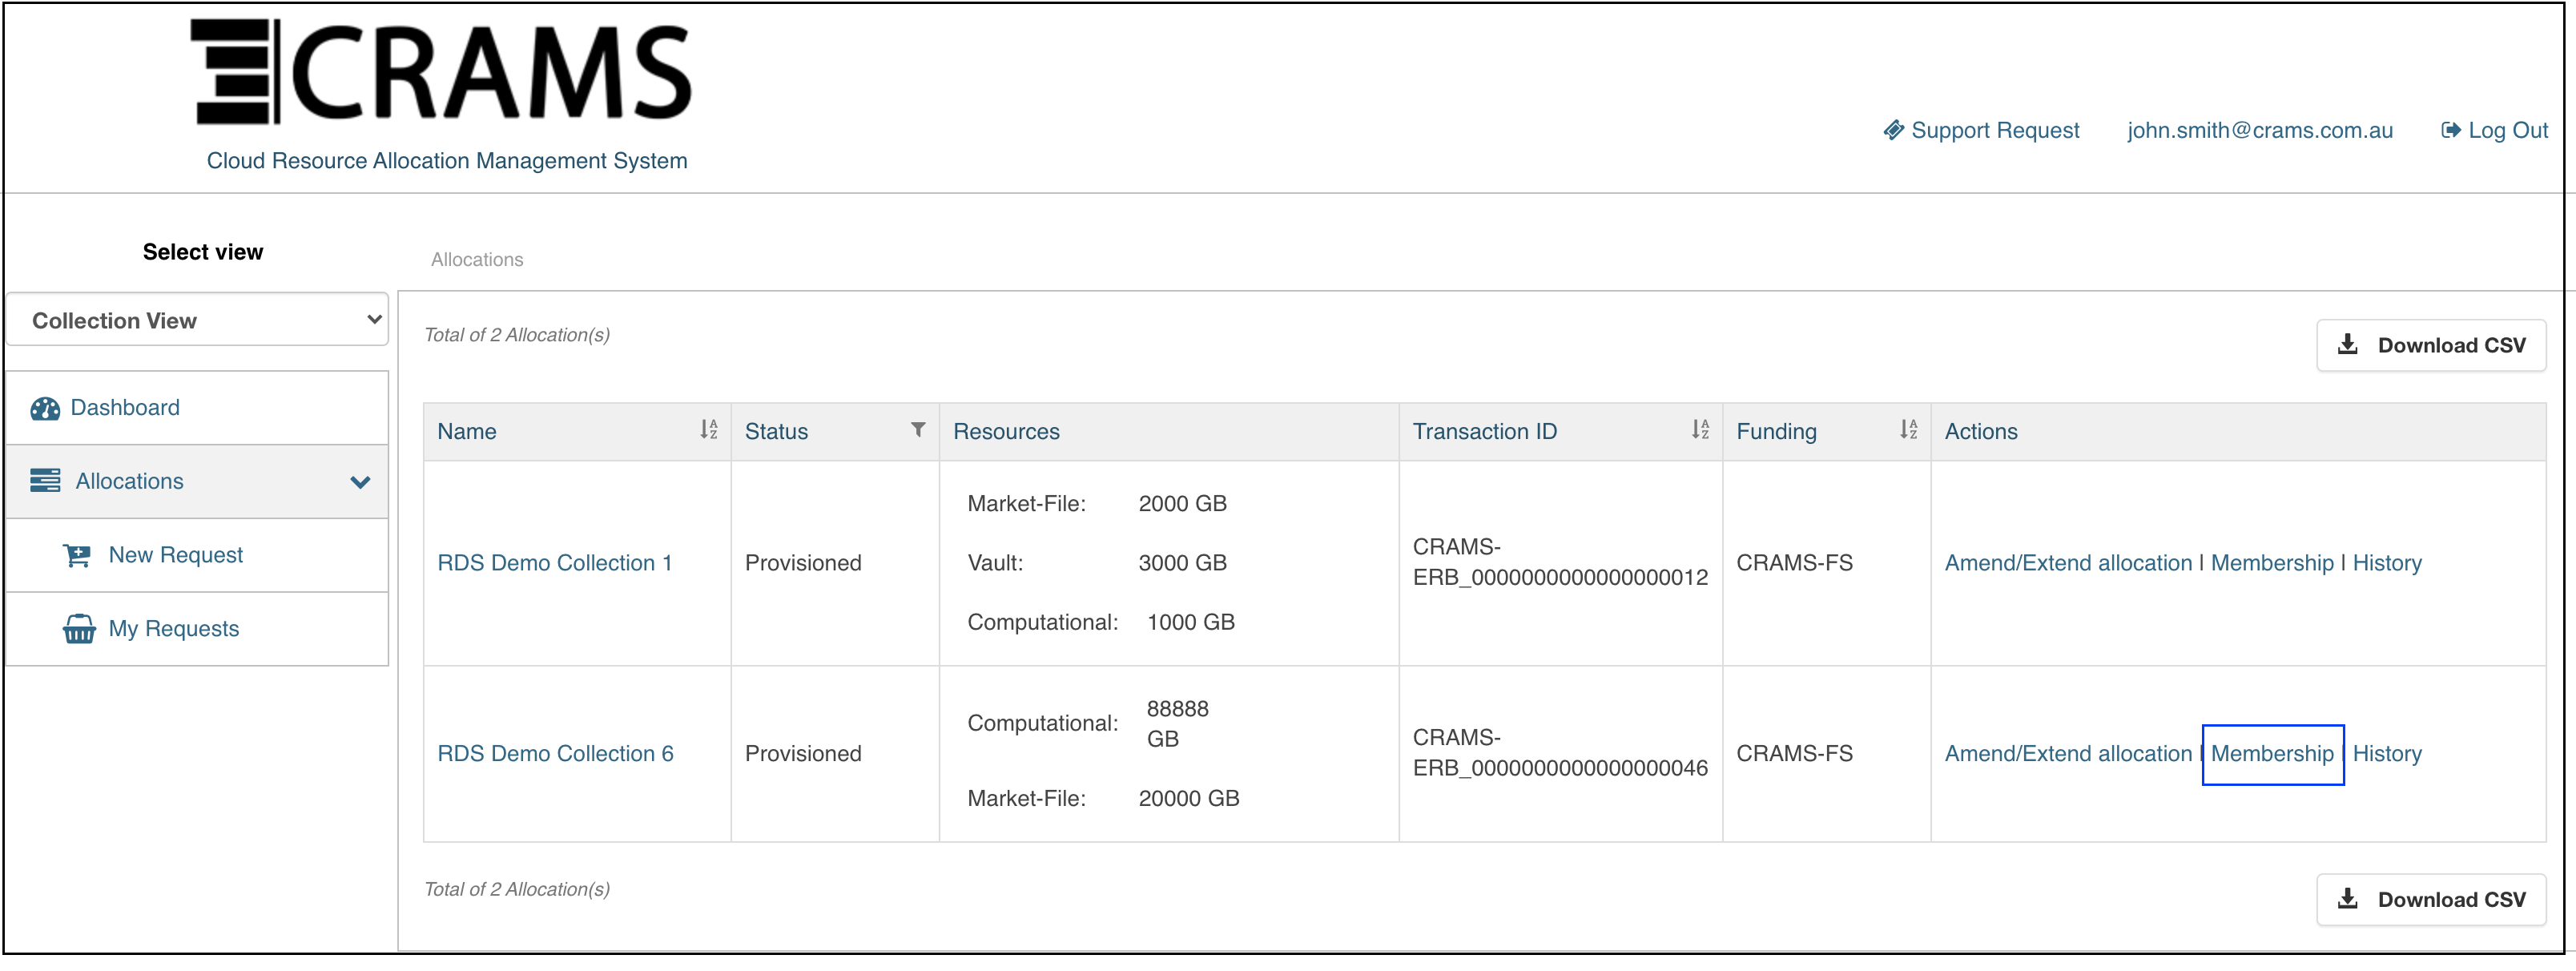 CRAMS
Cloud Resource Allocation Management System
Support Request
john.smith@crams.com.au
Log Out
Select view
Collection View
Dashboard
Allocations
New Request
My Requests
Allocations
Total of 2 Allocation(s)
Download CSV
Name
Status
Resources
Transaction ID
Funding
Actions
RDS Demo Collection 1
Provisioned
Market-File: 2000 GB
Vault: 3000 GB
Computational: 1000 GB
CRAMS-
ERB_0000000000000000012
CRAMS-FS
Amend/Extend allocation | Membership | History
RDS Demo Collection 6
Provisioned
Computational: 88888
GB
Market-File: 20000 GB
CRAMS-
ERB_0000000000000000046
CRAMS-FS
Amend/Extend allocation | Membership | History
Total of 2 Allocation(s)
Download CSV